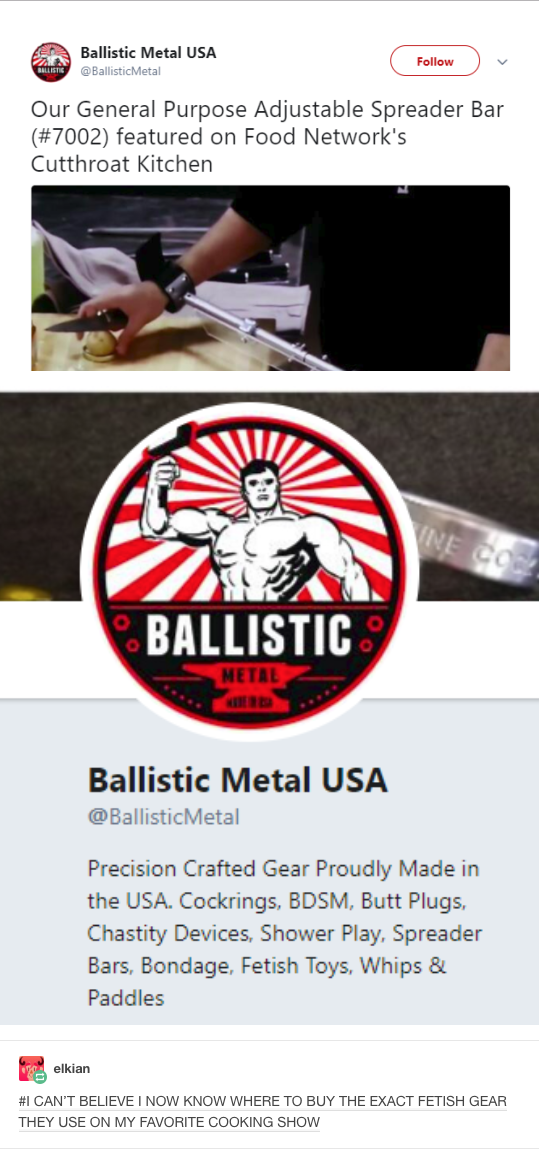 Ballistic Metal USA
@BallisticMetal
Follow
Our General Purpose Adjustable Spreader Bar
(#7002) featured on Food Network's
Cutthroat Kitchen
BALLISTIC
METAL
MADE IN USA
Ballistic Metal USA
@BallisticMetal
Precision Crafted Gear Proudly Made in
the USA. Cockrings, BDSM, Butt Plugs,
Chastity Devices, Shower Play, Spreader
Bars, Bondage, Fetish Toys, Whips &
Paddles
elkian
#I CAN'T BELIEVE I NOW KNOW WHERE TO BUY THE EXACT FETISH GEAR
THEY USE ON MY FAVORITE COOKING SHOW